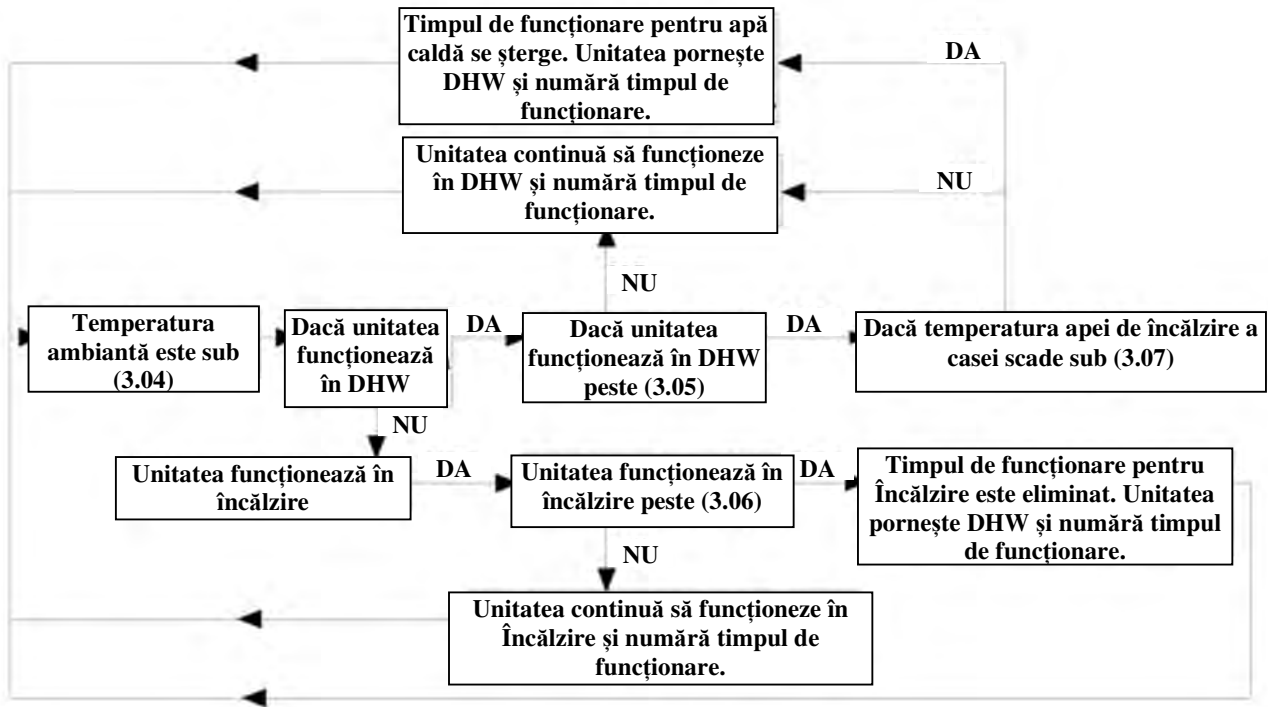 Timpul de funcționare pentru apă
caldă se șterge. Unitatea pornește
DHW și numără timpul de
funcționare.
DA
Unitatea continuă să funcționeze
în DHW și numără timpul de
funcționare.
NU
NU
Temperatura
ambiantă este sub
(3.04)
Dacă unitatea
funcționează
în DHW
DA
Dacă unitatea
funcționează în DHW
peste (3.05)
DA
Dacă temperatura apei de încălzire a
casei scade sub (3.07)
NU
Unitatea funcționează în
încălzire
DA
Unitatea funcționează în
încălzire peste (3.06)
DA
Timpul de funcționare pentru
Încălzire este eliminat. Unitatea
pornește DHW și numără timpul
de funcționare.
NU
Unitatea continuă să funcționeze în
Încălzire și numără timpul de
funcționare.